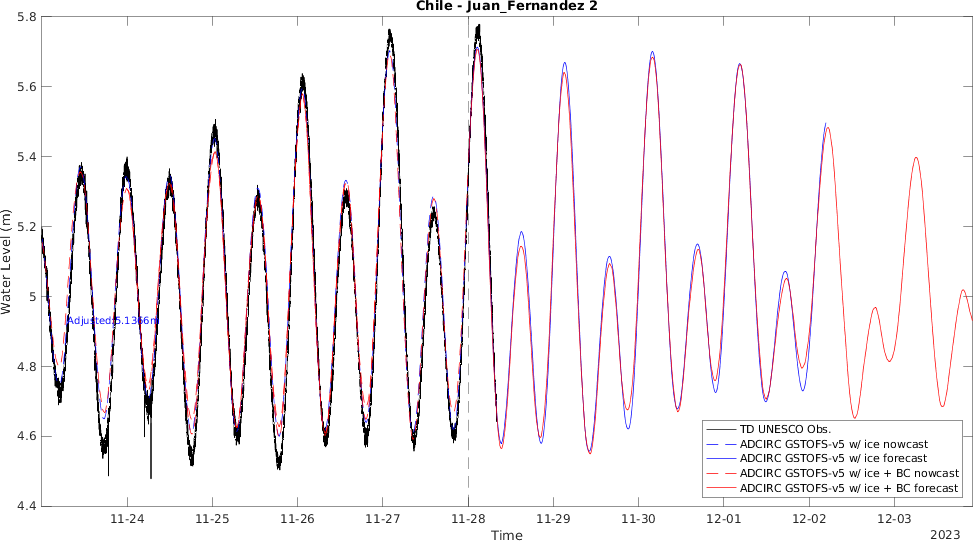 Chile - Juan_Fernandez 2
5.8
5.6
5.4
5.2
5
4.8
4.6
4.4
Water Level (m)
Adjusted:5.1366m
TD UNESCO Obs.
ADCIRC GSTOFS-v5 w/ ice nowcast
ADCIRC GSTOFS-v5 w/ ice forecast
ADCIRC GSTOFS-v5 w/ ice + BC nowcast
ADCIRC GSTOFS-v5 w/ ice + BC forecast
11-24 11-25 11-26 11-27 11-28 11-29 11-30 12-01 12-02 12-03
Time
2023